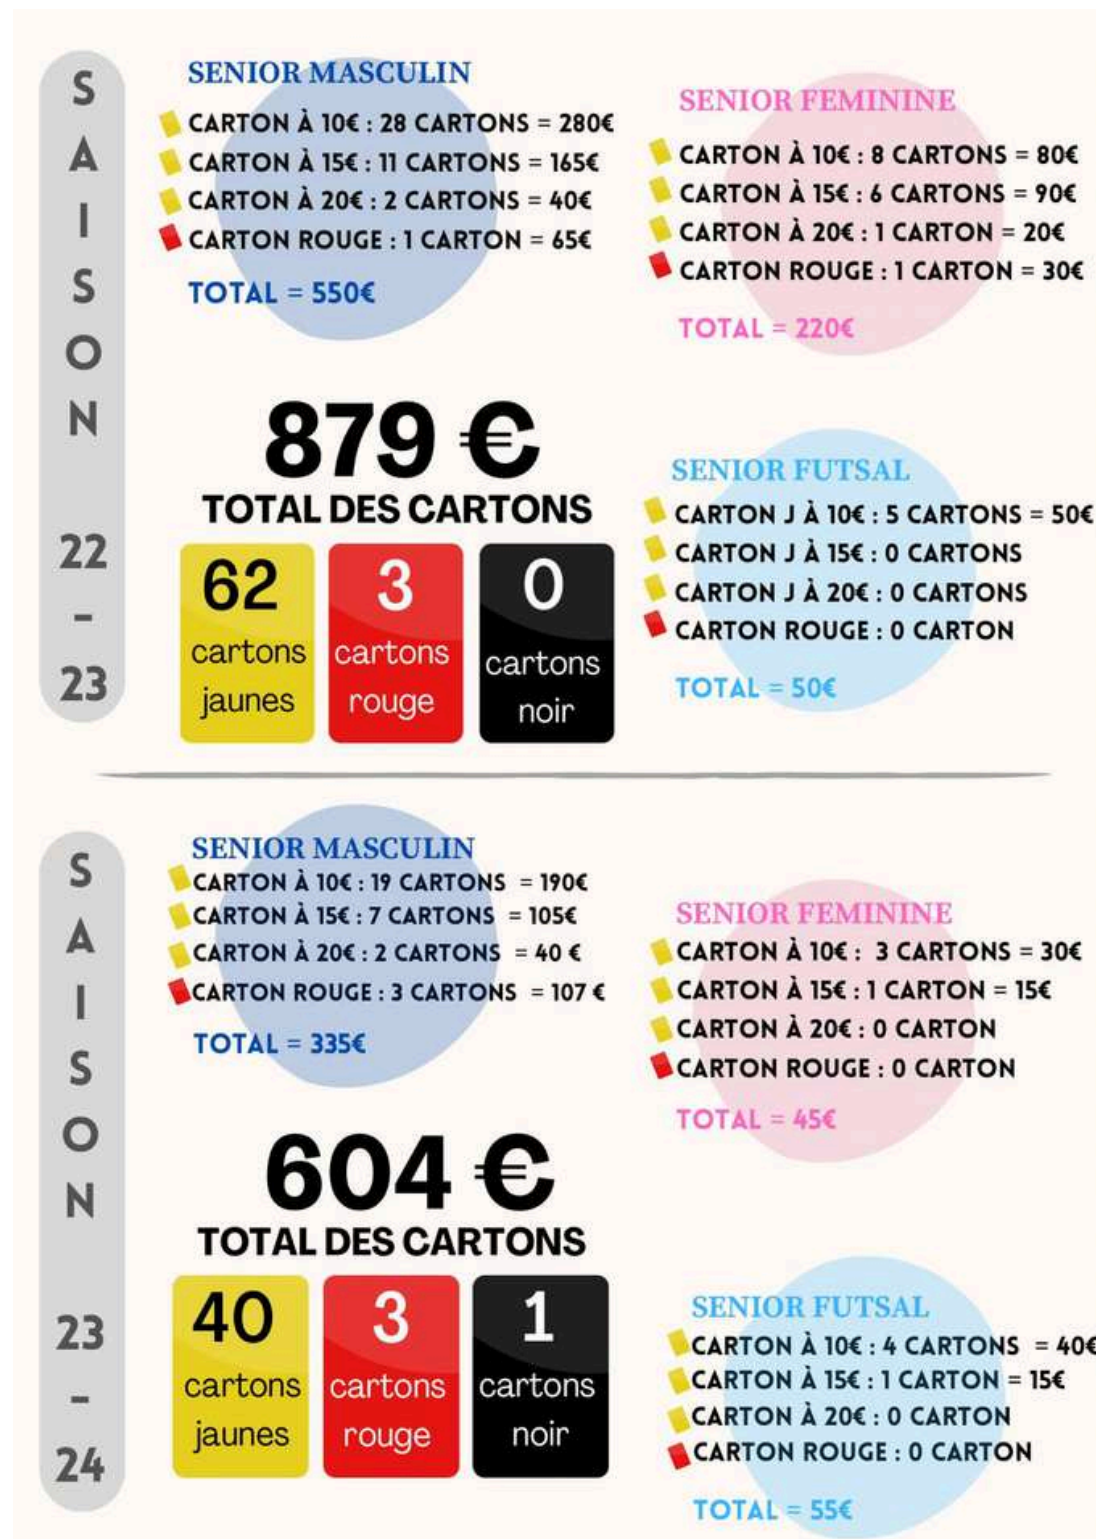 SAISON
22
-
23
SENIOR MASCULIN
CARTON À 10€ : 28 CARTONS = 280€
CARTON À 15€ : 11 CARTONS = 165€
CARTON À 20€ : 2 CARTONS = 40€
CARTON ROUGE : 1 CARTON = 65€
TOTAL = 550€
SENIOR FEMININE
CARTON À 10€ : 8 CARTONS = 80€
CARTON À 15€ : 6 CARTONS = 90€
CARTON À 20€ : 1 CARTON = 20€
CARTON ROUGE : 1 CARTON = 30€
TOTAL = 220€
879 €
TOTAL DES CARTONS
62
cartons
jaunes
3
cartons
rouge
0
cartons
noir
SENIOR FUTSAL
CARTON J À 10€ : 5 CARTONS = 50€
CARTON J À 15€ : 0 CARTONS
CARTON J À 20€ : 0 CARTONS
CARTON ROUGE : 0 CARTON
TOTAL = 50€
SAISON
23
-
24
SENIOR MASCULIN
CARTON À 10€ : 19 CARTONS = 190€
CARTON À 15€ : 7 CARTONS = 105€
CARTON À 20€ : 2 CARTONS = 40 €
CARTON ROUGE : 3 CARTONS = 107 €
TOTAL = 335€
SENIOR FEMININE
CARTON À 10€ : 3 CARTONS = 30€
CARTON À 15€ : 1 CARTON = 15€
CARTON À 20€ : 0 CARTON
CARTON ROUGE : 0 CARTON
TOTAL = 45€
604 €
TOTAL DES CARTONS
40
cartons
jaunes
3
cartons
rouge
1
cartons
noir
SENIOR FUTSAL
CARTON À 10€ : 4 CARTONS = 40€
CARTON À 15€ : 1 CARTON = 15€
CARTON À 20€ : 0 CARTON
CARTON ROUGE : 0 CARTON
TOTAL = 55€